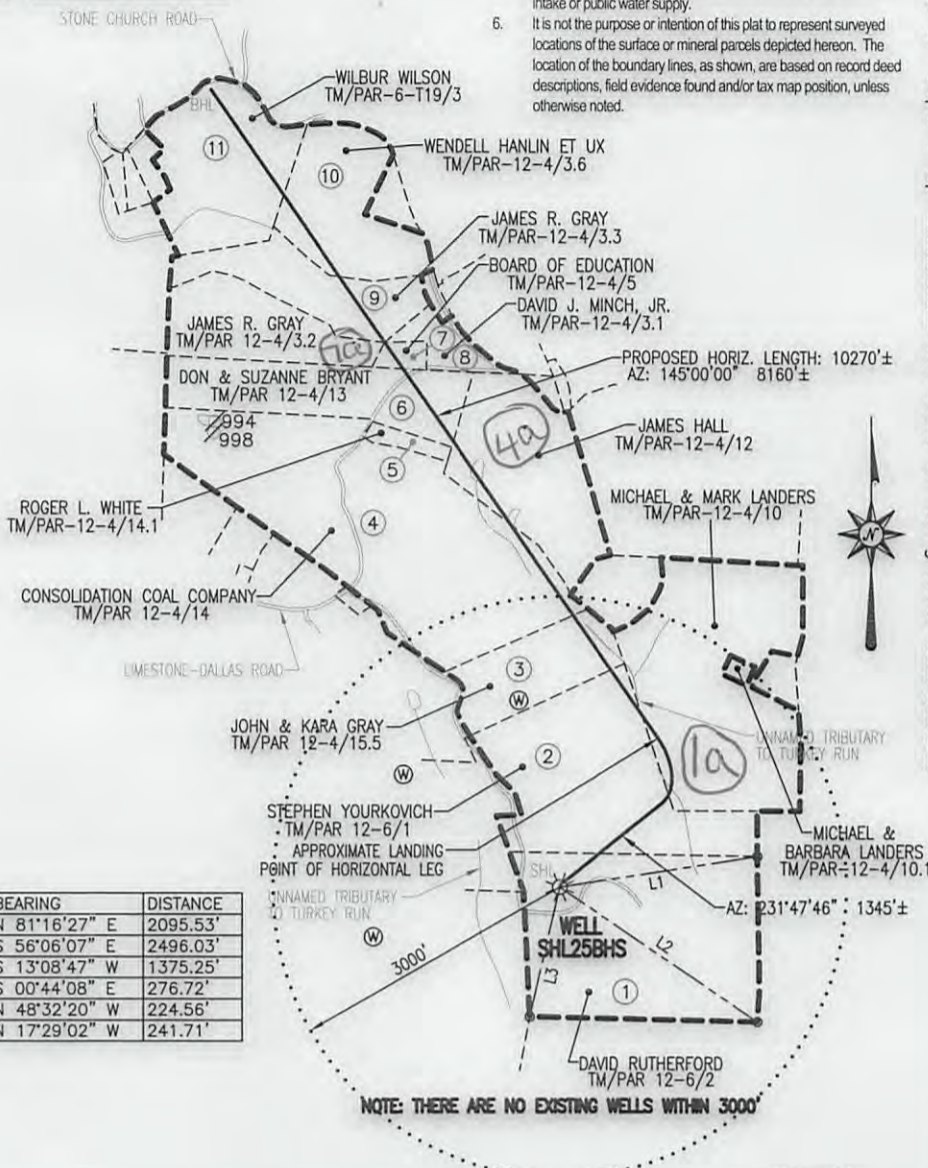 intake or public water supply.
6. It is not the purpose or intention of this plat to represent surveyed
locations of the surface or mineral parcels depicted hereon. The
location of the boundary lines, as shown, are based on record deed
descriptions, field evidence found and/or tax map position, unless
otherwise noted.
STONE CHURCH ROAD
WILBUR WILSON
TM/PAR-6-T19/3
BHL
11
WENDELL HANLIN ET UX
TM/PAR-12-4/3.6
10
JAMES R. GRAY
TM/PAR-12-4/3.3
BOARD OF EDUCATION
TM/PAR-12-4/5
9
DAVID J. MINCH, JR.
TM/PAR-12-4/3.1
JAMES R. GRAY
TM/PAR 12-4/3.2
7a
7
8
PROPOSED HORIZ. LENGTH: 10270'±
AZ: 145°00'00" 8160'±
DON & SUZANNE BRYANT
TM/PAR 12-4/13
6
994
998
4a
JAMES HALL
TM/PAR-12-4/12
5
ROGER L. WHITE
TM/PAR-12-4/14.1
4
MICHAEL & MARK LANDERS
TM/PAR-12-4/10
N
CONSOLIDATION COAL COMPANY
TM/PAR 12-4/14
LIMESTONE-DALLAS ROAD
3
W
JOHN & KARA GRAY
TM/PAR 12-4/15.5
1a
UNNAMED TRIBUTARY
TO TURKEY RUN
2
W
STEPHEN YOURKOVICH
TM/PAR 12-6/1
APPROXIMATE LANDING
POINT OF HORIZONTAL LEG
MICHAEL &
BARBARA LANDERS
TM/PAR-12-4/10.1
SHL
L1
UNNAMED TRIBUTARY
TO TURKEY RUN
AZ: 231°47'46" 1345'±
W
WELL
SHL25BHS
L2
L3
3000'
1
BEARING DISTANCE
N 81°16'27" E 2095.53'
S 56°06'07" E 2496.03'
S 13°08'47" W 1375.25'
S 00°44'08" E 276.72'
N 48°32'20" W 224.56'
N 17°29'02" W 241.71'
DAVID RUTHERFORD
TM/PAR 12-6/2
NOTE: THERE ARE NO EXISTING WELLS WITHIN 3000'